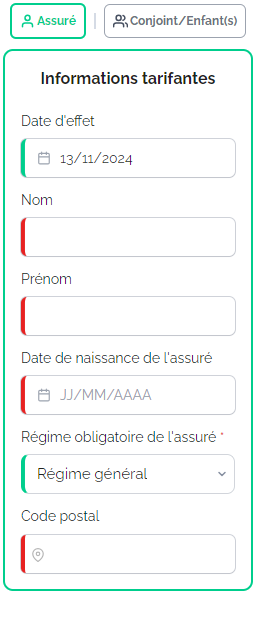 Assuré
Conjoint/Enfant(s)
Informations tarifantes
Date d'effet
13/11/2024
Nom
Prénom
Date de naissance de l'assuré
JJ/MM/AAAA
Régime obligatoire de l'assuré *
Régime général
Code postal